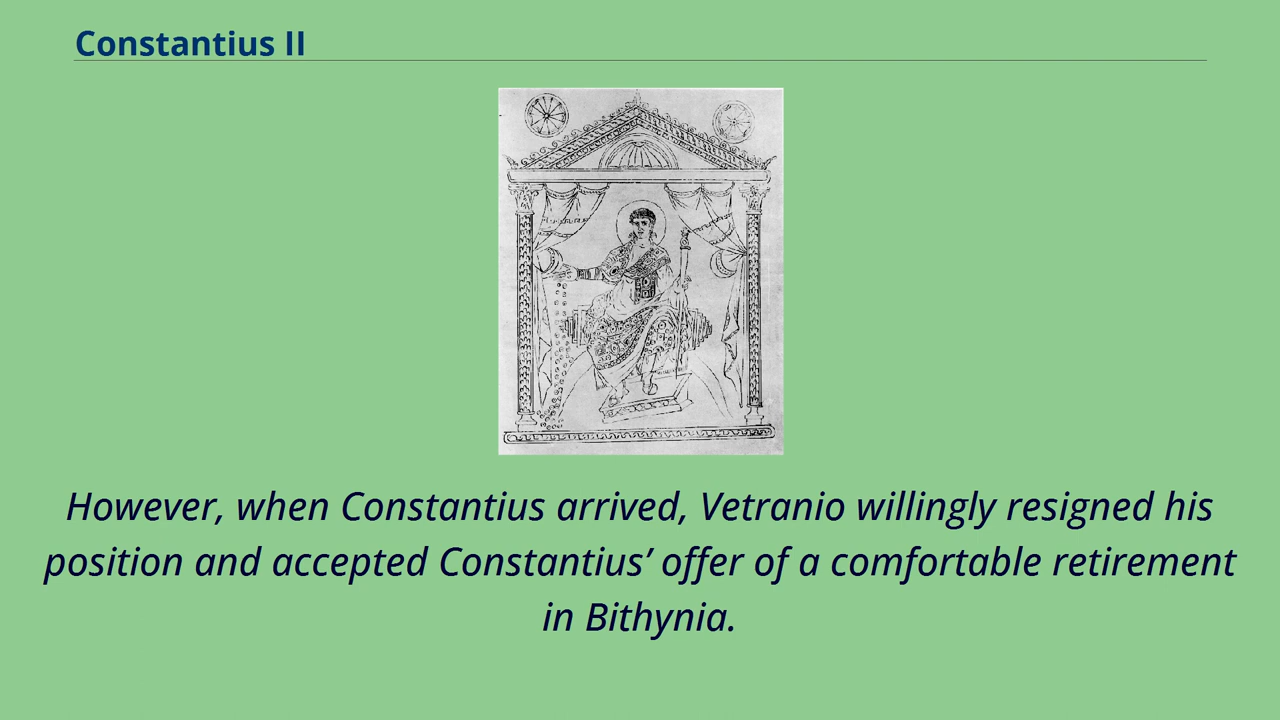 Constantius II
However, when Constantius arrived, Vetranio willingly resigned his
position and accepted Constantius’ offer of a comfortable retirement
in Bithynia.